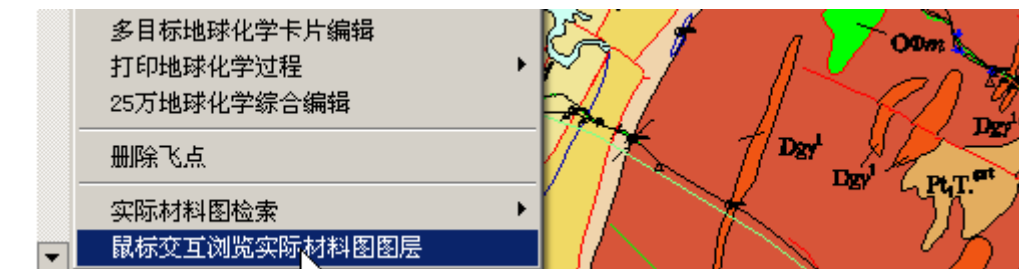 多目标地球化学卡片编辑
打印地球化学过程
25万地球化学综合编辑
删除飞点
实际材料图检索
鼠标交互浏览实际材料图图层
OΦm
Dgy¹
Dgy¹
Dgy¹
Pt₁T.gnt